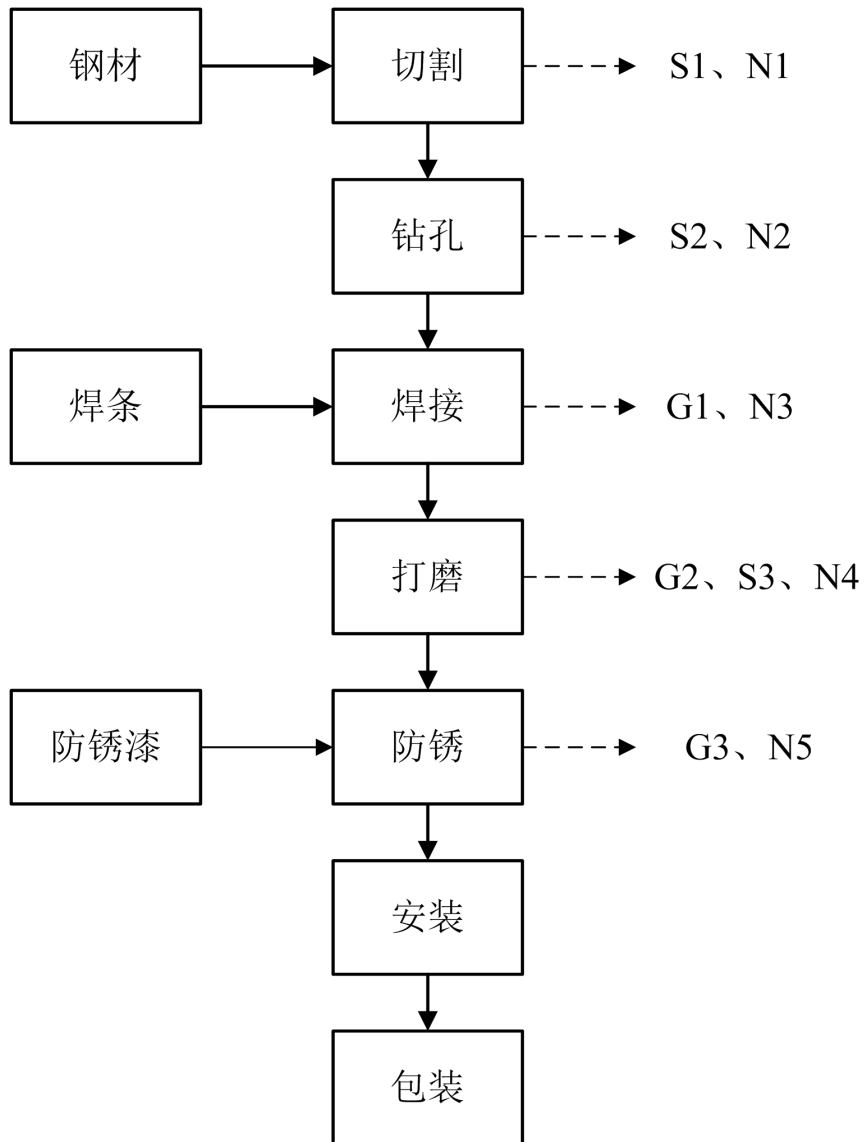 钢材 切割 S1、N1
钻孔 S2、N2
焊条 焊接 G1、N3
打磨 G2、S3、N4
防锈漆 防锈 G3、N5
安装
包装